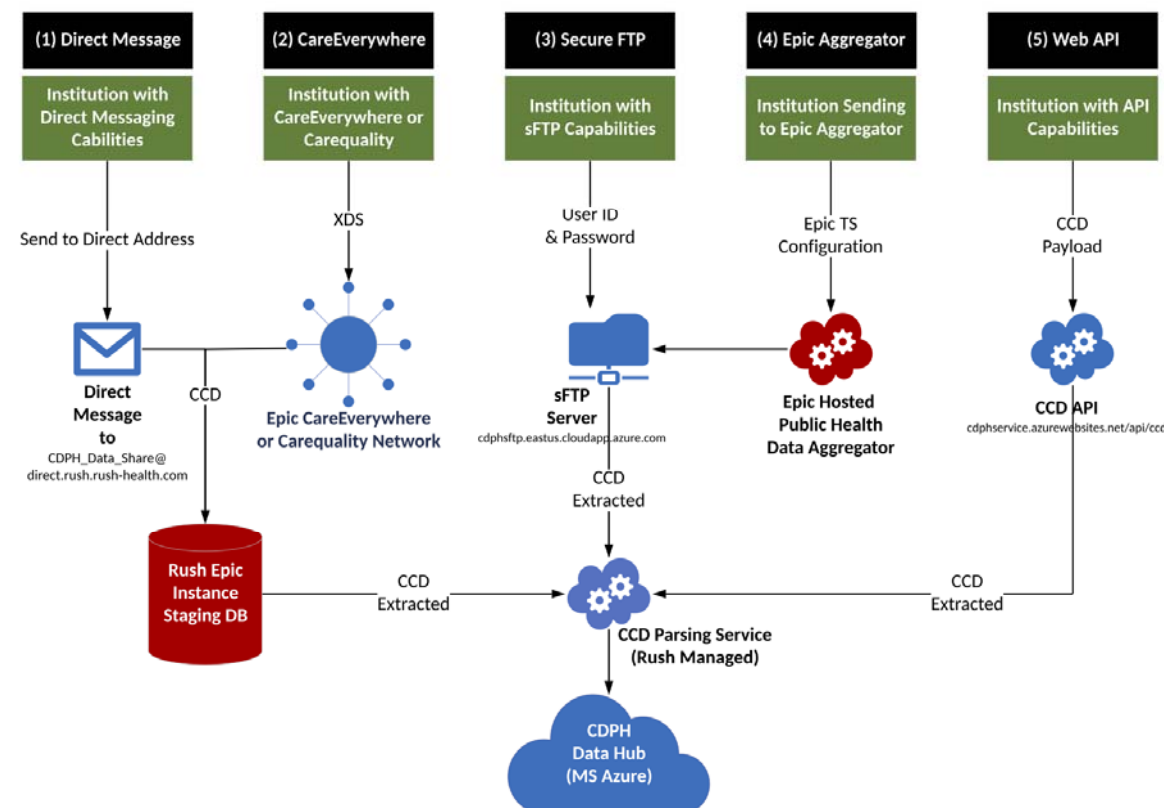 (1) Direct Message
(2) CareEverywhere
(3) Secure FTP
(4) Epic Aggregator
(5) Web API
Institution with
Direct Messaging
Cabilities
Institution with
CareEverywhere or
Carequality
Institution with
sFTP Capabilities
Institution Sending
to Epic Aggregator
Institution with API
Capabilities
Send to Direct Address
XDS
User ID
& Password
Epic TS
Configuration
CCD
Payload
Direct
Message
to
CDPH_Data_Share@
direct.rush.rush-health.com
CCD
Epic CareEverywhere
or Carequality Network
sFTP
Server
cdphsftp.eastus.cloudapp.azure.com
Epic Hosted
Public Health
Data Aggregator
CCD API
cdphservice.azurewebsites.net/api/ccd
CCD
Extracted
Rush Epic
Instance
Staging DB
CCD
Extracted
CCD
Extracted
CCD Parsing Service
(Rush Managed)
CDPH
Data Hub
(MS Azure)